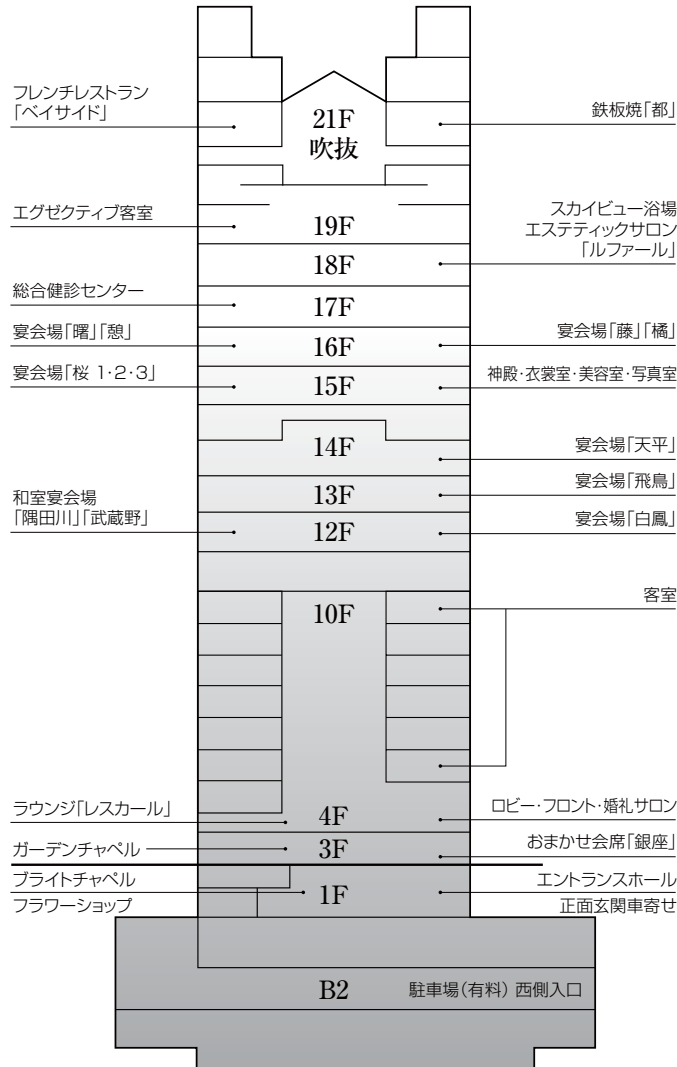 フレンチレストラン
「ベイサイド」
21F
吹抜
鉄板焼「都」
エグゼクティブ客室
19F
スカイビュー浴場
エステティックサロン
「ルファール」
18F
総合健診センター
17F
宴会場「曙」「憩」
16F
宴会場「藤」「橘」
宴会場「桜 1・2・3」
15F
神殿・衣裳室・美容室・写真室
14F
宴会場「天平」
13F
宴会場「飛鳥」
和室宴会場
「隅田川」「武蔵野」
12F
宴会場「白鳳」
10F
客室
ラウンジ「レスカール」
4F
ロビー・フロント・婚礼サロン
ガーデンチャペル
3F
おまかせ会席「銀座」
ブライトチャペル
フラワーショップ
1F
エントランスホール
正面玄関車寄せ
B2
駐車場(有料) 西側入口